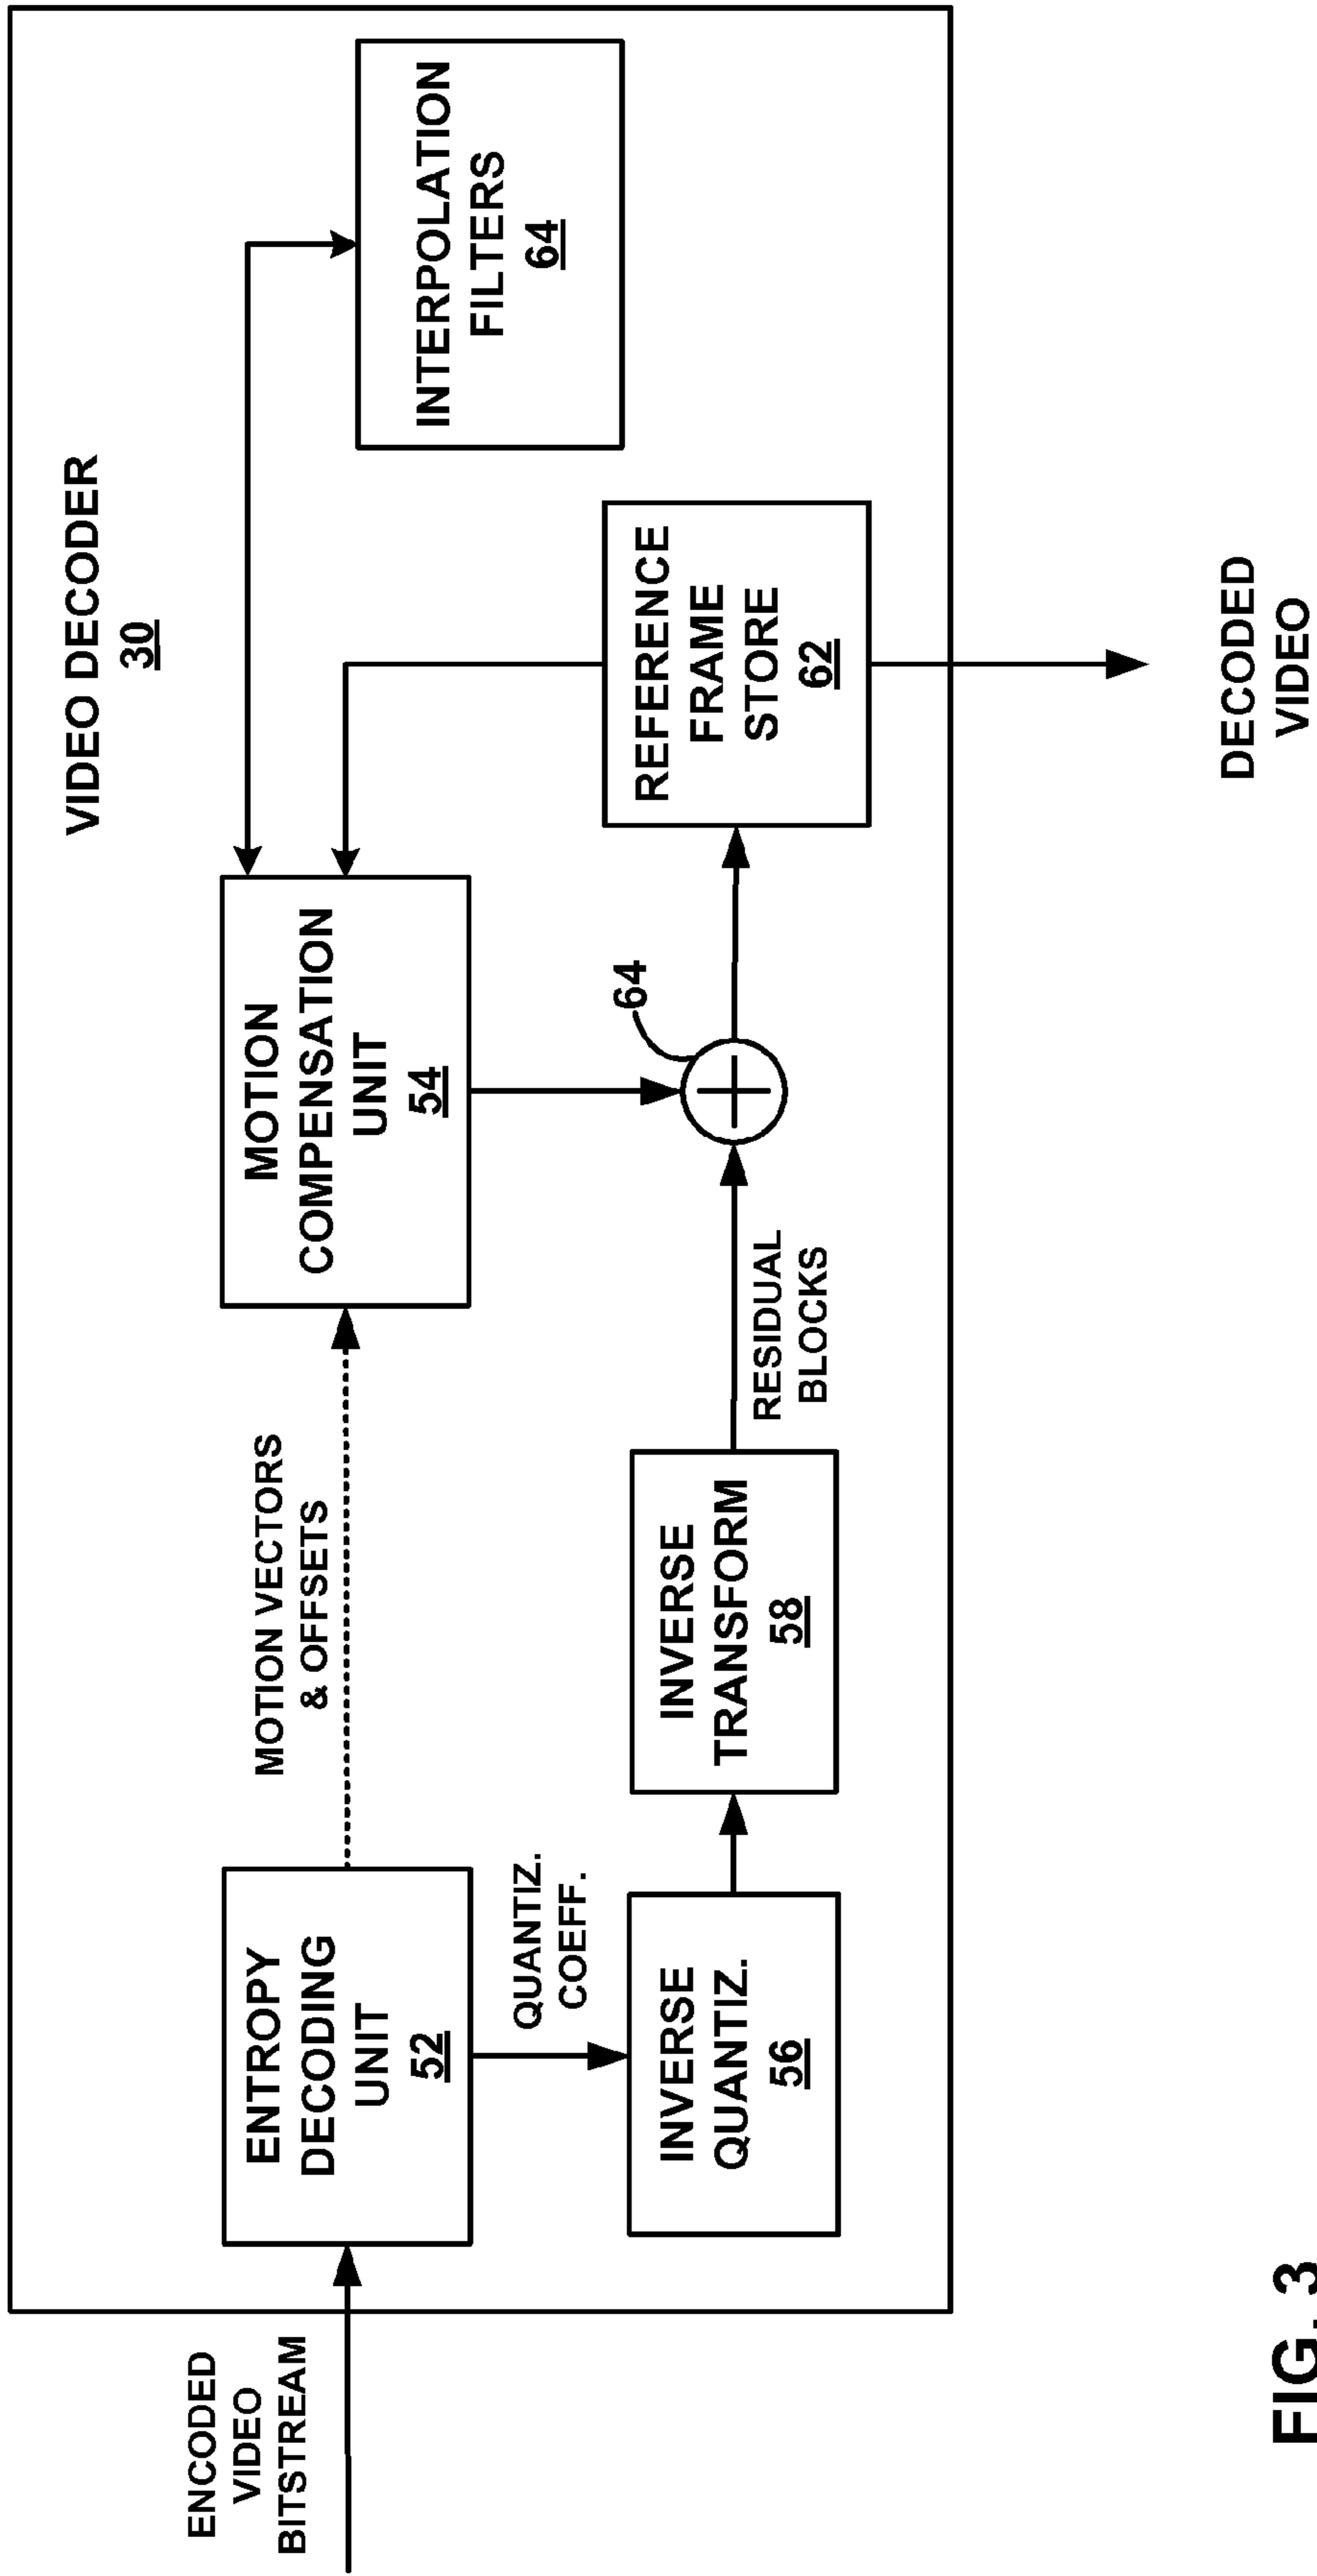 VIDEO DECODER
30
ENCODED
VIDEO
BITSTREAM
ENTROPY
DECODING
UNIT
52
MOTION VECTORS
& OFFSETS
MOTION
COMPENSATION
UNIT
54
INTERPOLATION
FILTERS
64
QUANTIZ.
COEFF.
INVERSE
QUANTIZ.
56
INVERSE
TRANSFORM
58
RESIDUAL
BLOCKS
64
REFERENCE
FRAME
STORE
62
DECODED
VIDEO
FIG. 3